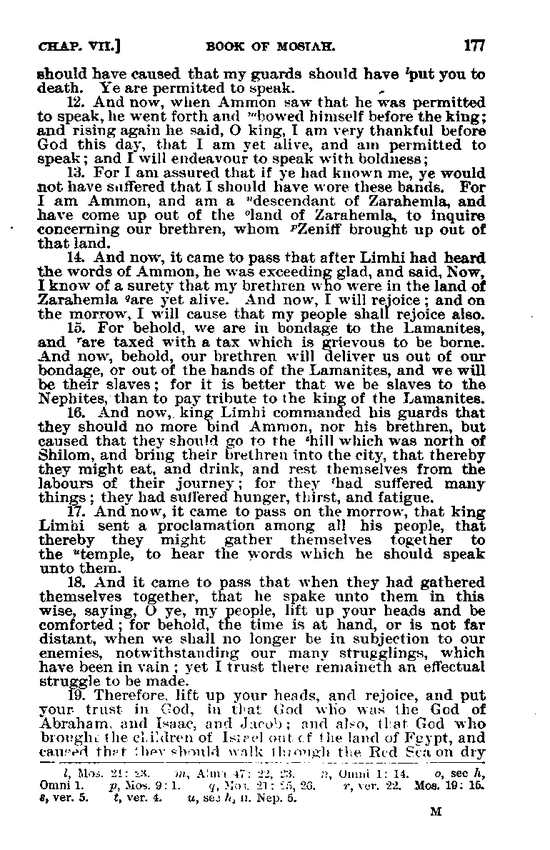 CHAP. VII.] BOOK OF MOSIAH. 177
should have caused that my guards should have ˡput you to
death. Ye are permitted to speak.
12. And now, when Ammon saw that he was permitted
to speak, he went forth and ᵐbowed himself before the king;
and rising again he said, O king, I am very thankful before
God this day, that I am yet alive, and am permitted to
speak; and I will endeavour to speak with boldness;
13. For I am assured that if ye had known me, ye would
not have suffered that I should have wore these bands. For
I am Ammon, and am a ⁿdescendant of Zarahemla, and
have come up out of the ᵒland of Zarahemla, to inquire
concerning our brethren, whom ᵖZeniff brought up out of
that land.
14. And now, it came to pass that after Limhi had heard
the words of Ammon, he was exceeding glad, and said, Now,
I know of a surety that my brethren who were in the land of
Zarahemla qare yet alive. And now, I will rejoice; and on
the morrow, I will cause that my people shall rejoice also.
15. For behold, we are in bondage to the Lamanites,
and ʳare taxed with a tax which is grievous to be borne.
And now, behold, our brethren will deliver us out of our
bondage, or out of the hands of the Lamanites, and we will
be their slaves; for it is better that we be slaves to the
Nephites, than to pay tribute to the king of the Lamanites.
16. And now, king Limhi commanded his guards that
they should no more bind Ammon, nor his brethren, but
caused that they should go to the ˢhill which was north of
Shilom, and bring their brethren into the city, that thereby
they might eat, and drink, and rest themselves from the
labours of their journey; for they ᵗhad suffered many
things; they had suffered hunger, thirst, and fatigue.
17. And now, it came to pass on the morrow, that king
Limhi sent a proclamation among all his people, that
thereby they might gather themselves together to
the ᵘtemple, to hear the words which he should speak
unto them.
18. And it came to pass that when they had gathered
themselves together, that he spake unto them in this
wise, saying, O ye, my people, lift up your heads and be
comforted; for behold, the time is at hand, or is not far
distant, when we shall no longer be in subjection to our
enemies, notwithstanding our many strugglings, which
have been in vain; yet I trust there remaineth an effectual
struggle to be made.
19. Therefore, lift up your heads, and rejoice, and put
your trust in God, in that God who was the God of
Abraham, and Isaac, and Jacob; and also, that God who
brought the children of Israel out of the land of Egypt, and
caused that they should walk through the Red Sea on dry
l, Mos. 21: 23. m, Alma 47: 22, 23. n, Omni 1: 14. o, see h,
Omni 1. p, Mos. 9: 1. q, Mos. 21: 25, 26. r, ver. 22. Mos. 19: 15.
s, ver. 5. t, ver. 4. u, see h, II. Nep. 5.
M